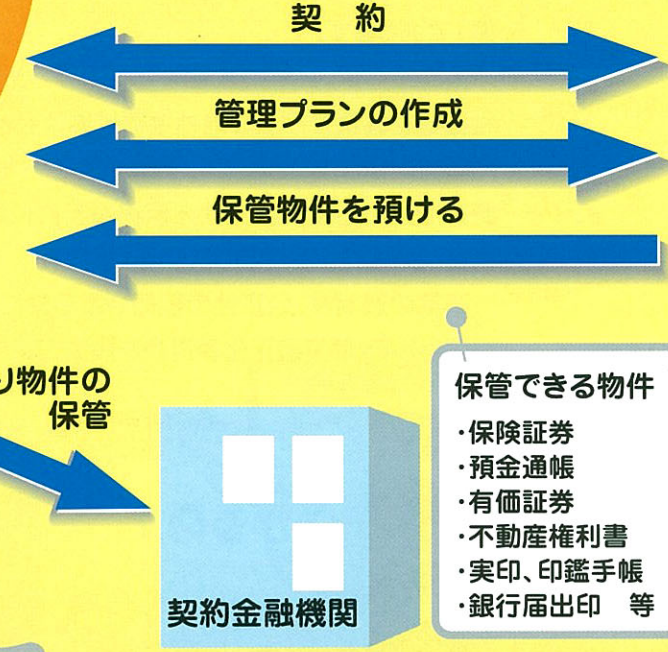 契 約
管理プランの作成
保管物件を預ける
り物件の
保管
契約金融機関
保管できる物件
・保険証券
・預金通帳
・有価証券
・不動産権利書
・実印、印鑑手帳
・銀行届出印 等